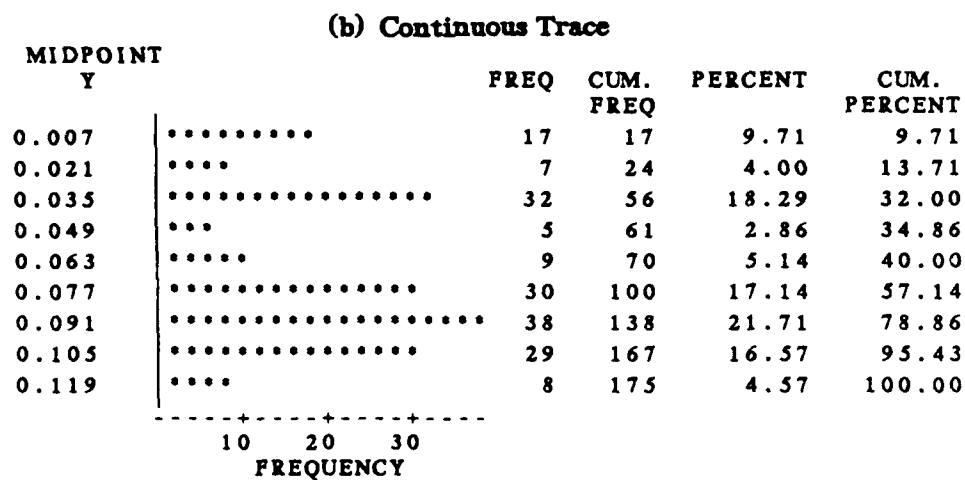 (b) Continuous Trace
MIDPOINT
Y FREQ CUM. PERCENT CUM.
FREQ PERCENT
0.007 17 17 9.71 9.71
0.021 7 24 4.00 13.71
0.035 32 56 18.29 32.00
0.049 5 61 2.86 34.86
0.063 9 70 5.14 40.00
0.077 30 100 17.14 57.14
0.091 38 138 21.71 78.86
0.105 29 167 16.57 95.43
0.119 8 175 4.57 100.00
10 20 30
FREQUENCY